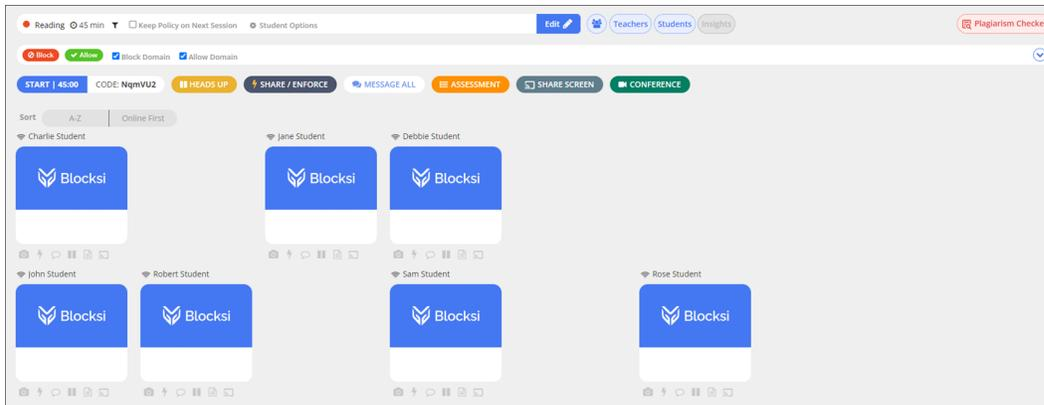 Reading 45 min Keep Policy on Next Session Student Options Edit Teachers Students Insights Plagiarism Checke
Block Allow Block Domain Allow Domain
START | 45:00 CODE: NqmVU2 HEADS UP SHARE / ENFORCE MESSAGE ALL ASSESSMENT SHARE SCREEN CONFERENCE
Sort A-Z Online First
Charlie Student Jane Student Debbie Student
Blocksi Blocksi Blocksi
John Student Robert Student Sam Student Rose Student
Blocksi Blocksi Blocksi Blocksi